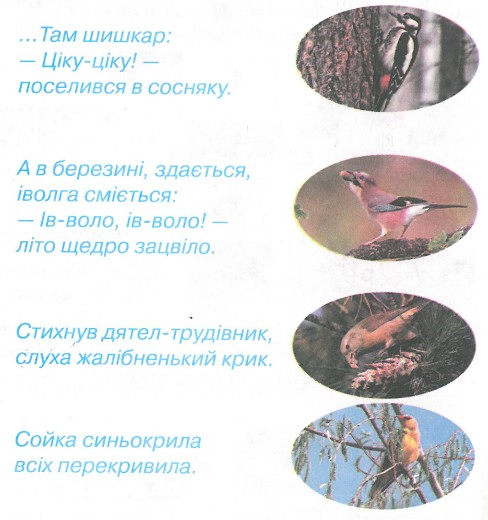 ...Там шишкар:
— Ціку-ціку! —
поселився в сосняку.
А в березині, здається,
іволга сміється:
— Ів-воло, ів-воло! —
літо щедро зацвіло.
Стихнув дятел-трудівник,
слуха жалібненький крик.
Сойка синьокрила
всіх перекривила.